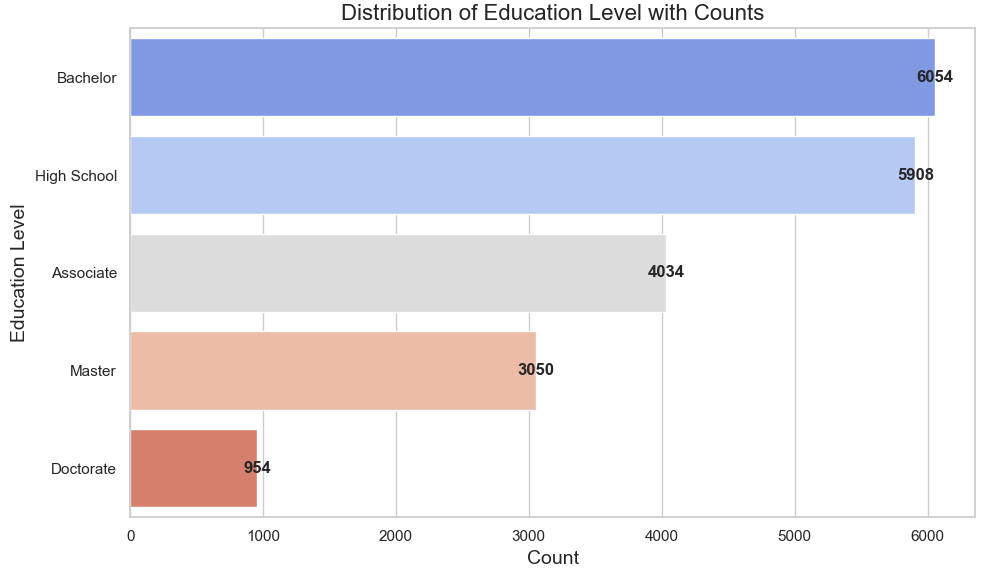 Distribution of Education Level with Counts
Education Level
Bachelor
6054
High School
5908
Associate
4034
Master
3050
Doctorate
954
0 1000 2000 3000 4000 5000 6000
Count